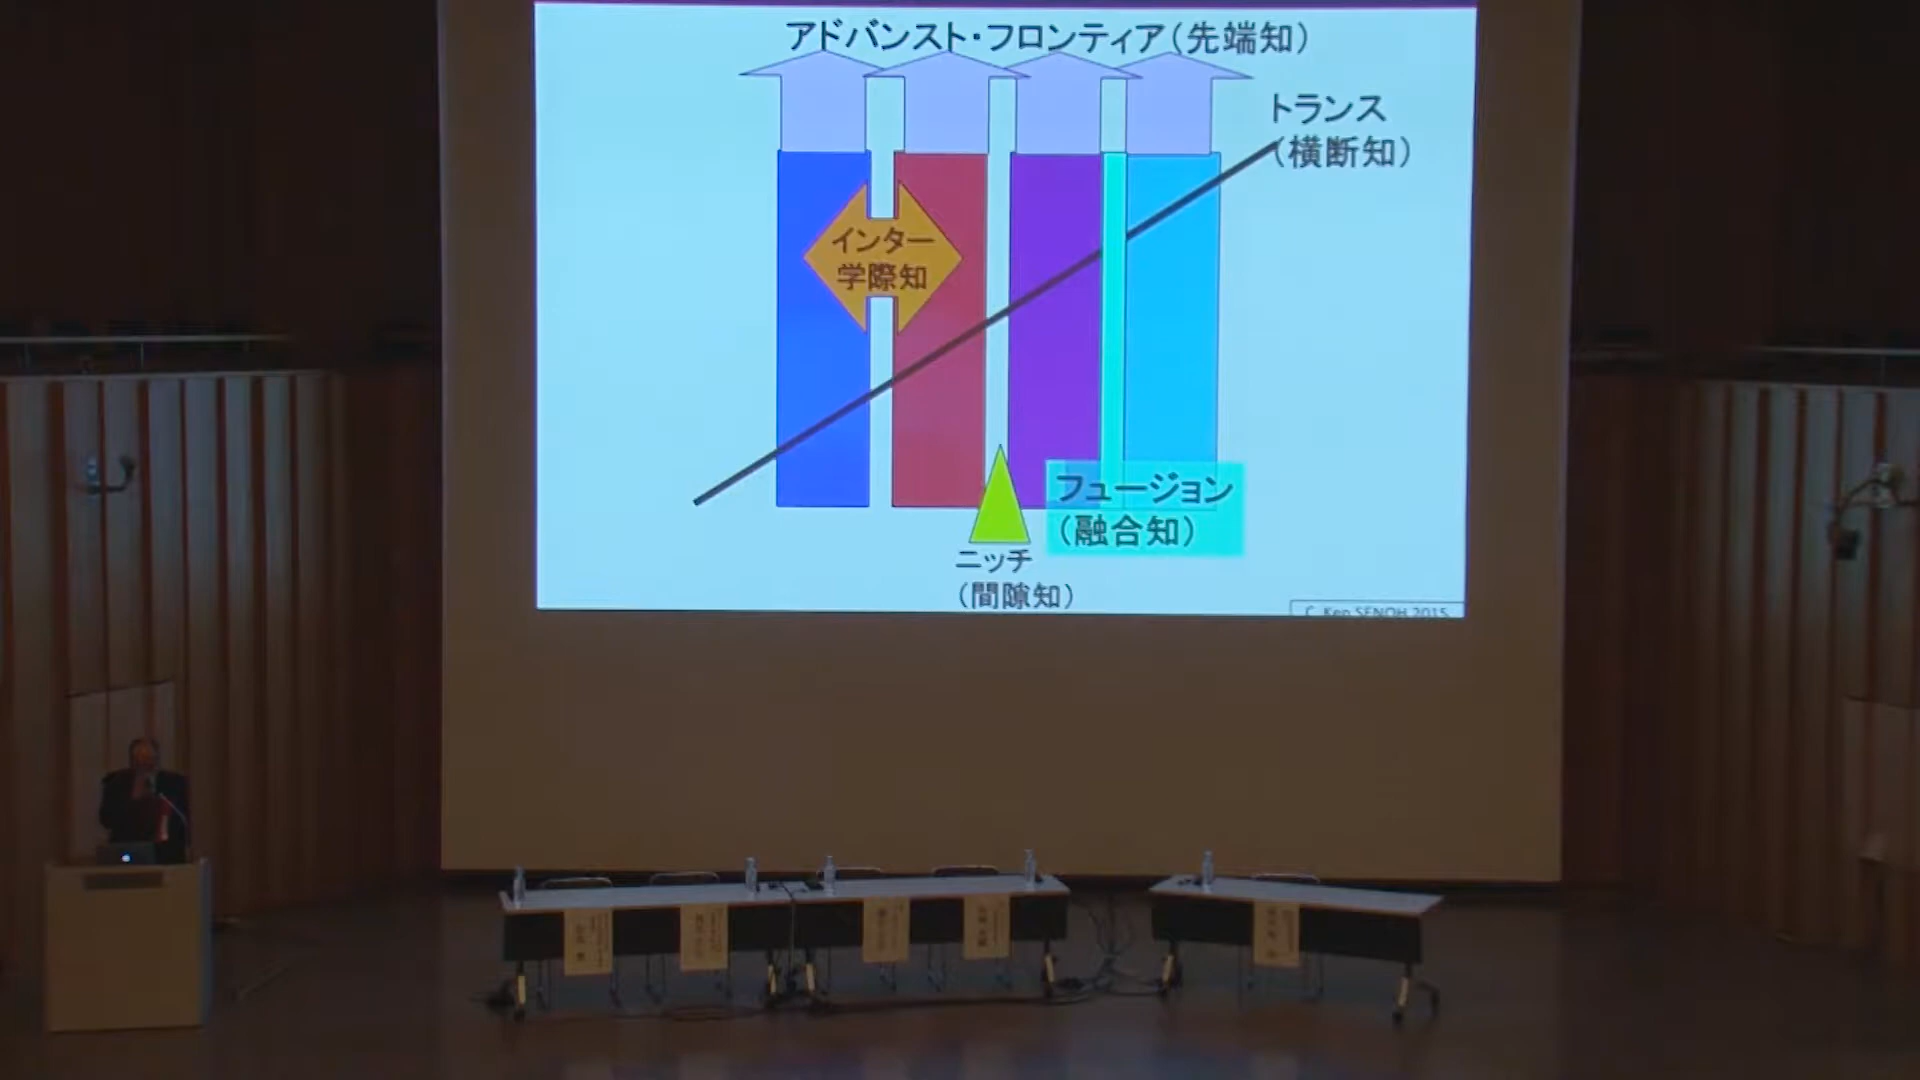 アドバンスト・フロンティア(先端知)
トランス
(横断知)
インター
学際知
フュージョン
(融合知)
ニッチ
(間隙知)
C. Ken SENOH 2015